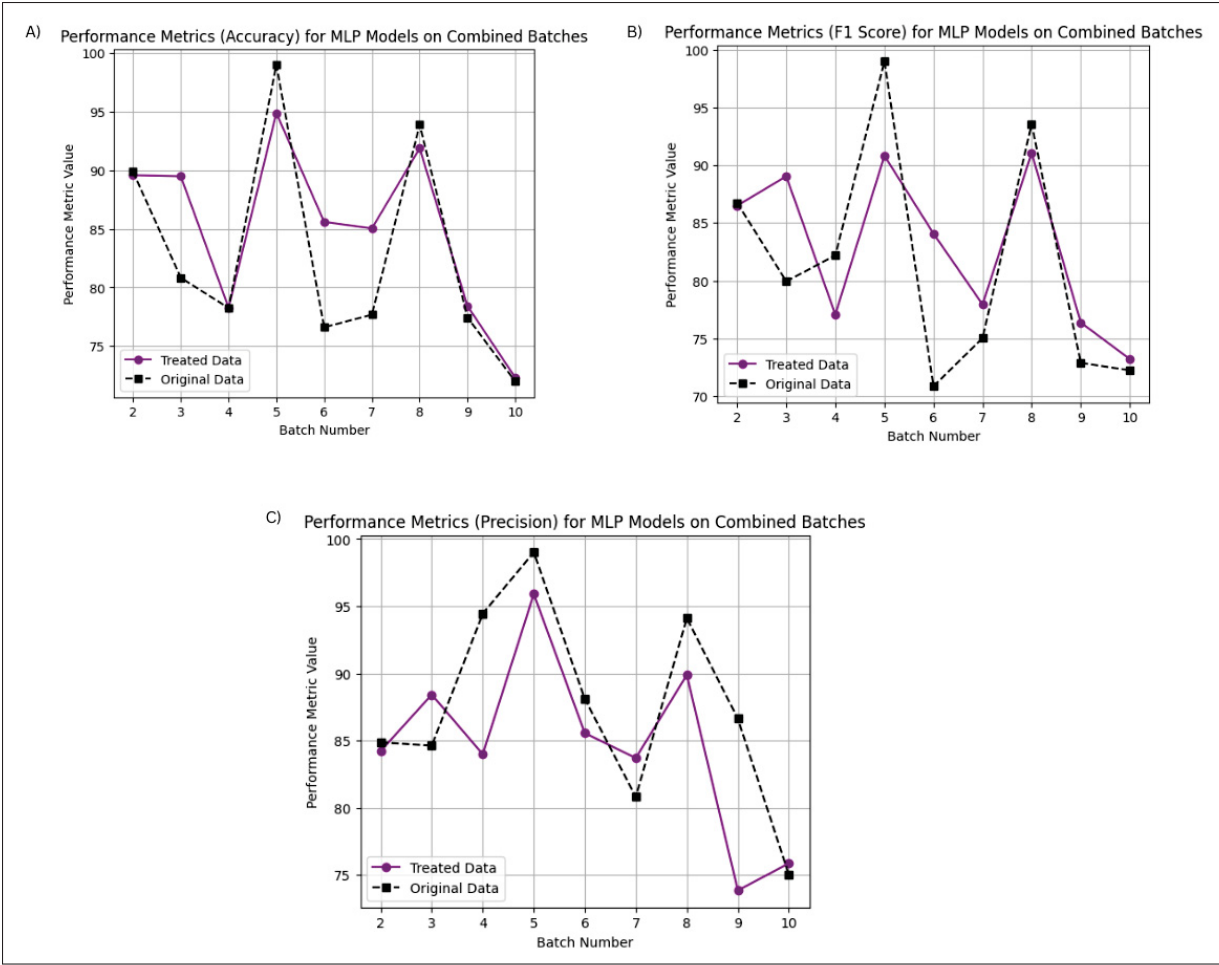 A)
Performance Metrics (Accuracy) for MLP Models on Combined Batches
100
95
90
85
80
75
Performance Metric Value
Treated Data
Original Data
2 3 4 5 6 7 8 9 10
Batch Number
B)
Performance Metrics (F1 Score) for MLP Models on Combined Batches
100
95
90
85
80
75
70
Performance Metric Value
Treated Data
Original Data
2 3 4 5 6 7 8 9 10
Batch Number
C)
Performance Metrics (Precision) for MLP Models on Combined Batches
100
95
90
85
80
75
Performance Metric Value
Treated Data
Original Data
2 3 4 5 6 7 8 9 10
Batch Number